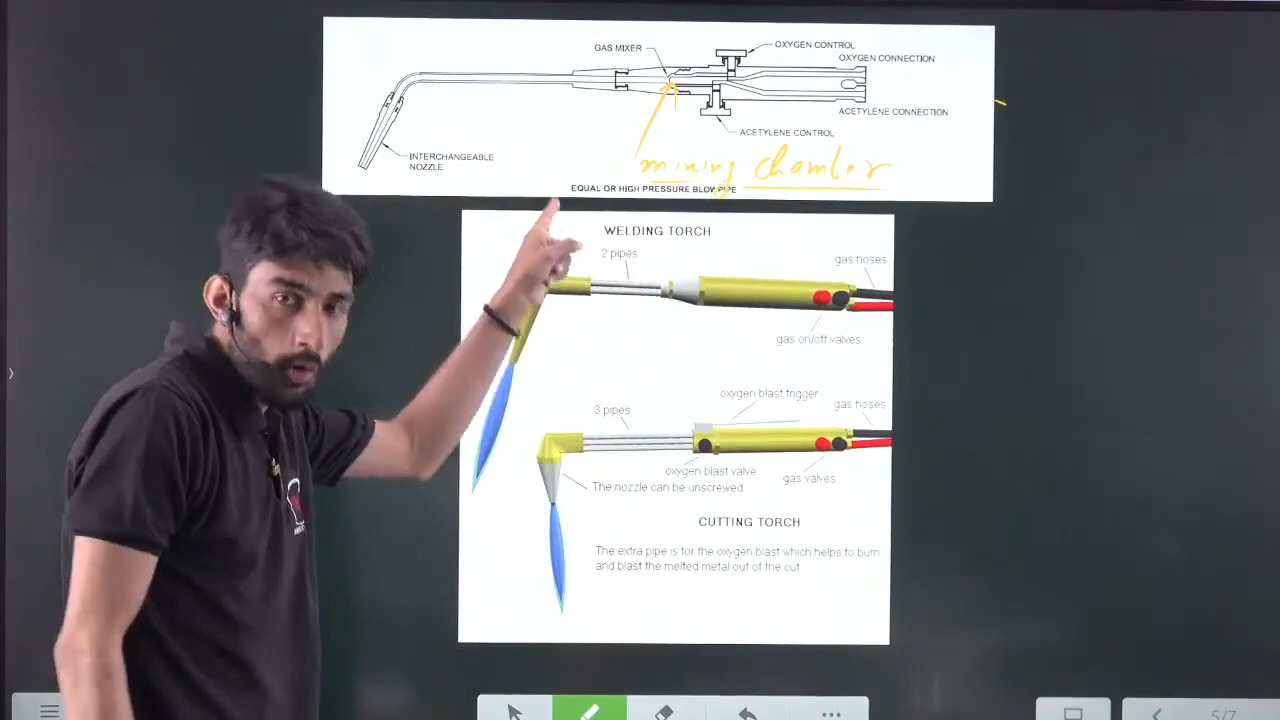 GAS MIXER
OXYGEN CONTROL
OXYGEN CONNECTION
ACETYLENE CONNECTION
ACETYLENE CONTROL
INTERCHANGEABLE
NOZZLE
mixing chamber
EQUAL OR HIGH PRESSURE BLOWPIPE
WELDING TORCH
2 pipes
gas hoses
gas on/off valves
oxygen blast trigger
3 pipes
gas hoses
oxygen blast valve
gas valves
The nozzle can be unscrewed
CUTTING TORCH
The extra pipe is for the oxygen blast which helps to burn
and blast the melted metal out of the cut
5/7